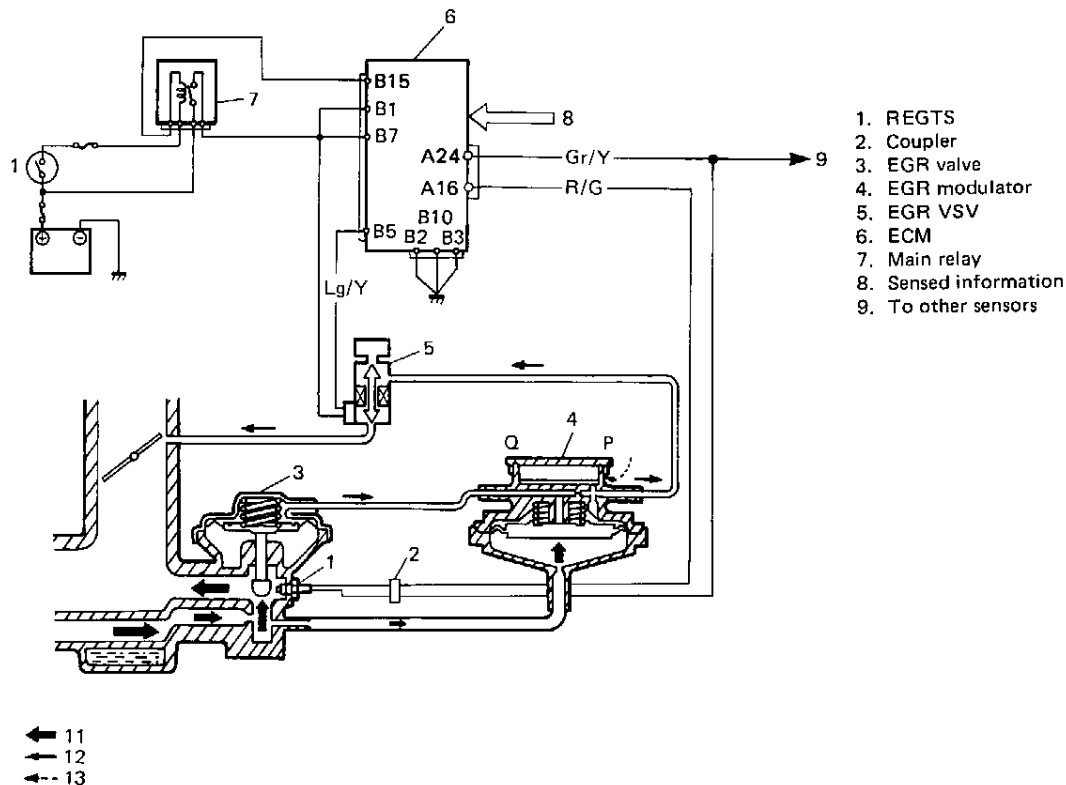 6
B15
B1
B7
7
8
1
A24
Gr/Y
9
A16
R/G
B10
B5
B2
B3
Lg/Y
5
4
Q
P
3
1
2
1. REGTS
2. Coupler
3. EGR valve
4. EGR modulator
5. EGR VSV
6. ECM
7. Main relay
8. Sensed information
9. To other sensors
11
12
13